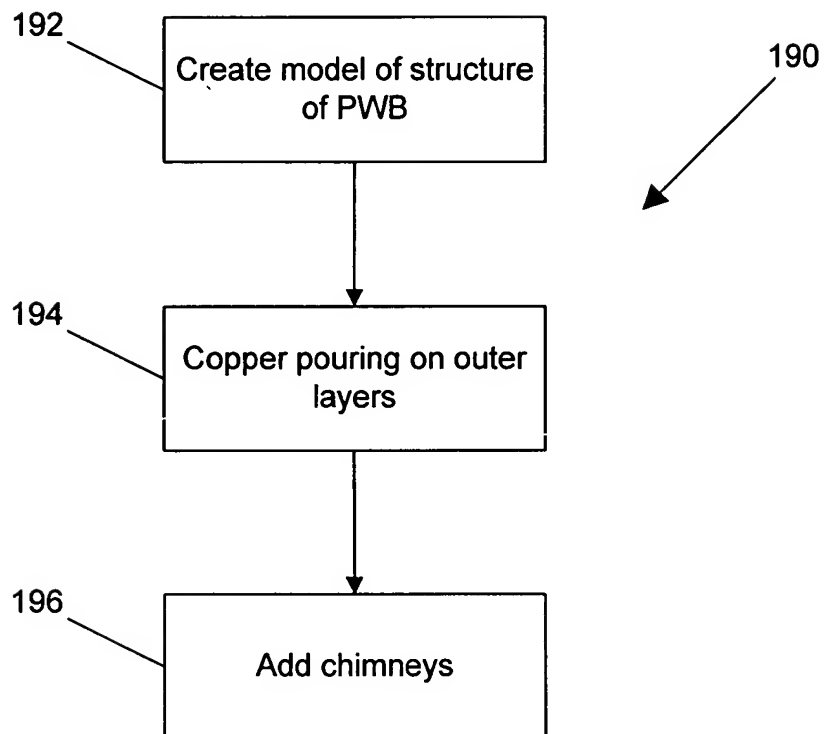 192
Create model of structure
of PWB
190
194
Copper pouring on outer
layers
196
Add chimneys